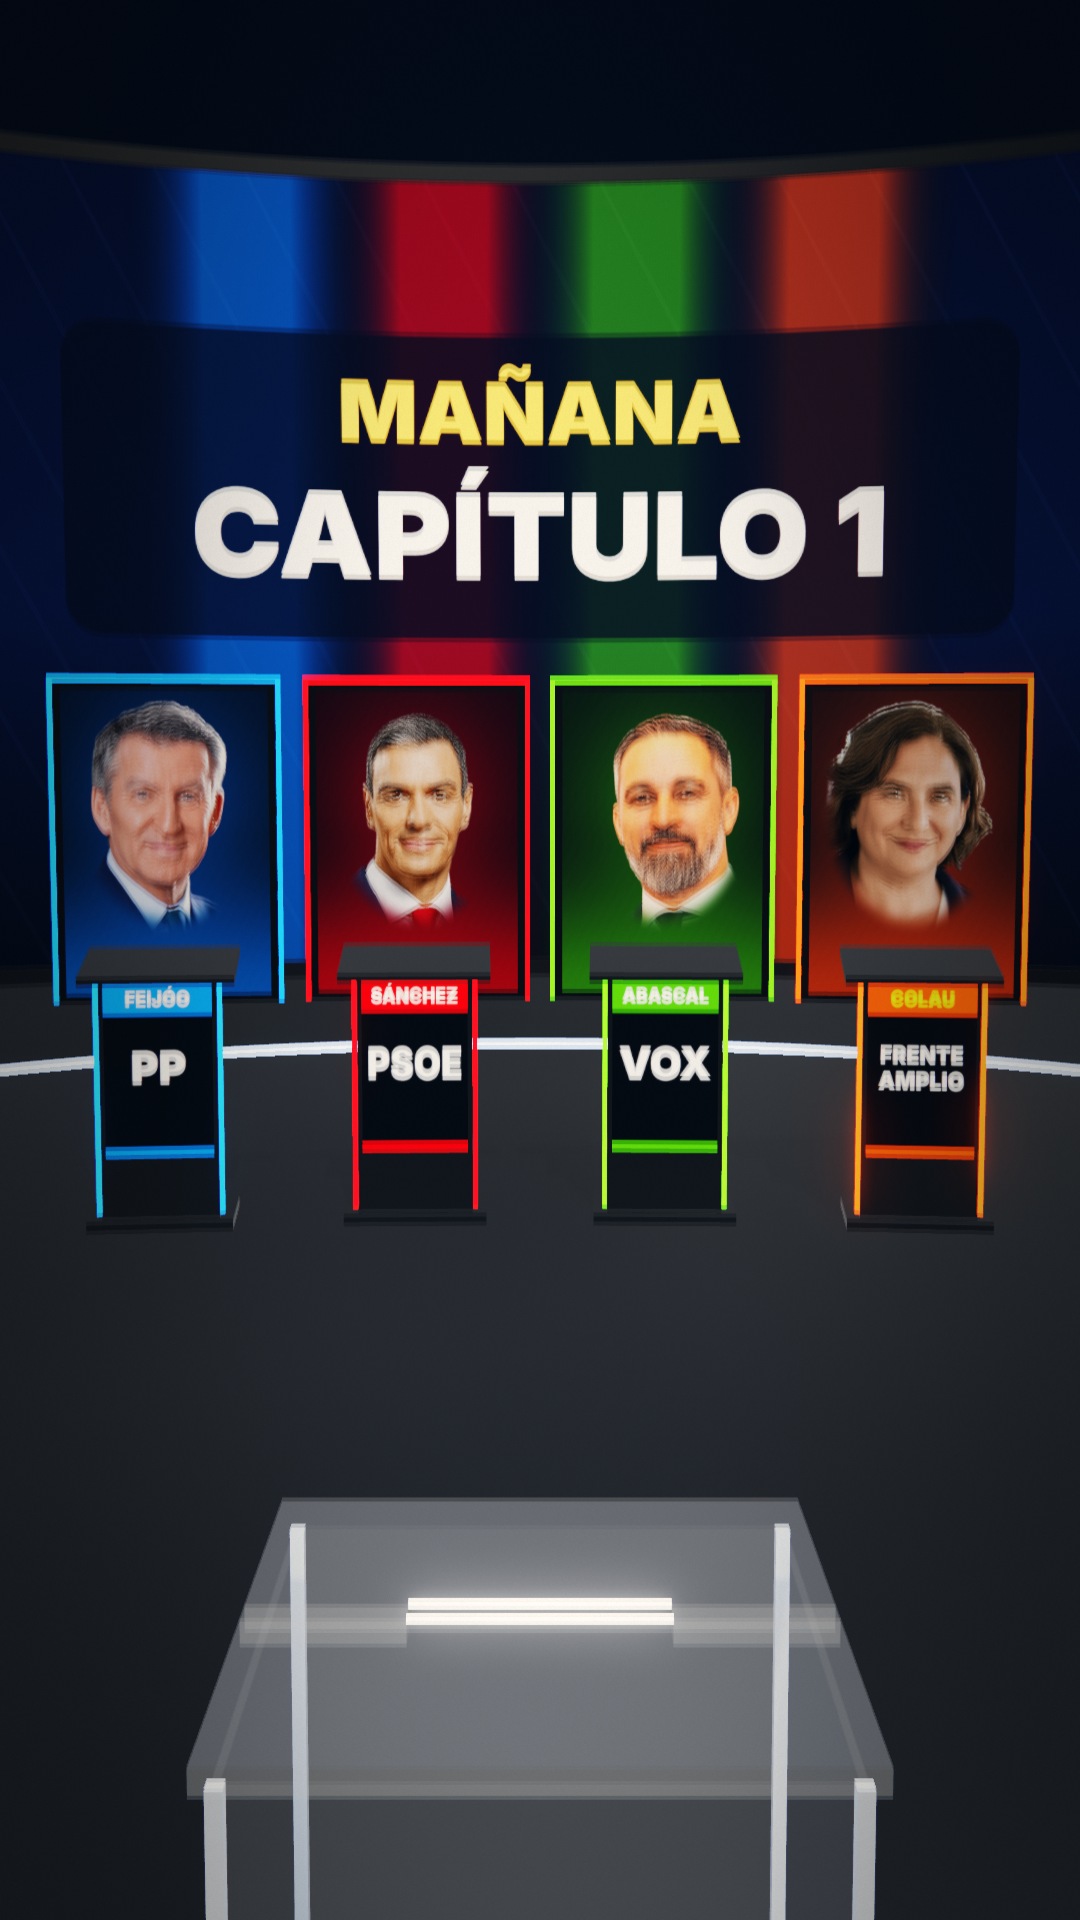 MAÑANA
CAPÍTULO 1
FEIJÓO
SÁNCHEZ
ABASCAL
COLAU
PP
PSOE
VOX
FRENTE
AMPLIO